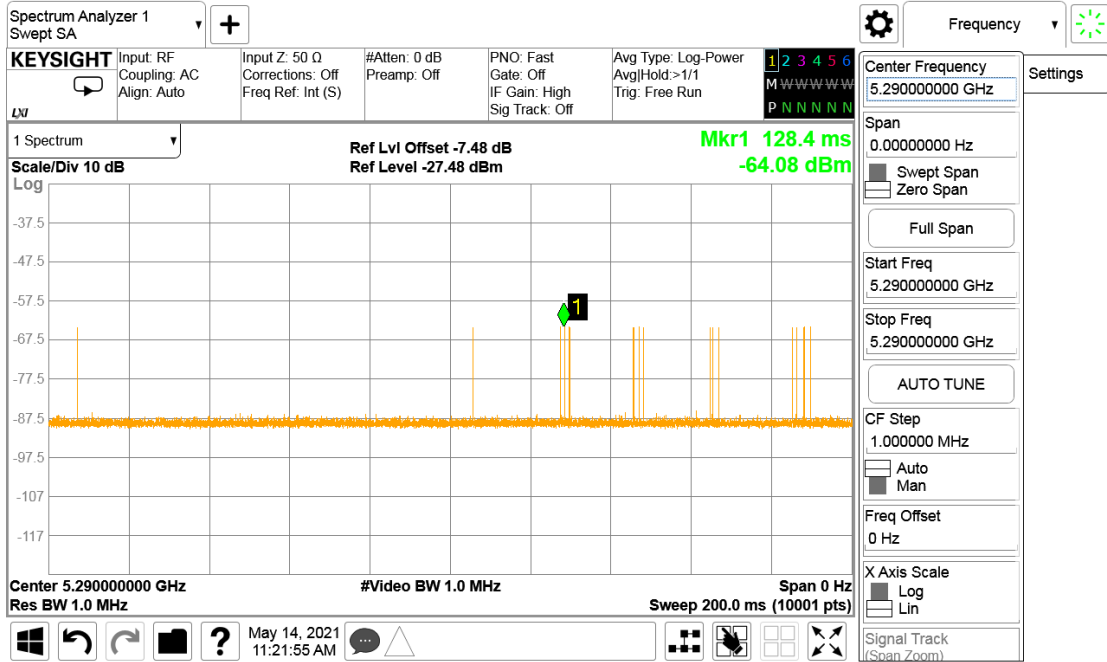 Spectrum Analyzer 1
Swept SA
+
Frequency
KEYSIGHT
LXI
Input: RF
Coupling: AC
Align: Auto
Input Z: 50 Ω
Corrections: Off
Freq Ref: Int (S)
#Atten: 0 dB
Preamp: Off
PNO: Fast
Gate: Off
IF Gain: High
Sig Track: Off
Avg Type: Log-Power
Avg|Hold:>1/1
Trig: Free Run
1 2 3 4 5 6
M W W W W W W
P N N N N N N
1 Spectrum
Scale/Div 10 dB
Ref Lvl Offset -7.48 dB
Ref Level -27.48 dBm
Mkr1 128.4 ms
-64.08 dBm
Log
-37.5
-47.5
-57.5
-67.5
-77.5
-87.5
-97.5
-107
-117
1
Center 5.290000000 GHz
Res BW 1.0 MHz
#Video BW 1.0 MHz
Span 0 Hz
Sweep 200.0 ms (10001 pts)
?
May 14, 2021
11:21:55 AM
Center Frequency
5.290000000 GHz
Span
0.00000000 Hz
Swept Span
Zero Span
Full Span
Start Freq
5.290000000 GHz
Stop Freq
5.290000000 GHz
AUTO TUNE
CF Step
1.000000 MHz
Auto
Man
Freq Offset
0 Hz
X Axis Scale
Log
Lin
Signal Track
(Span Zoom)
Settings